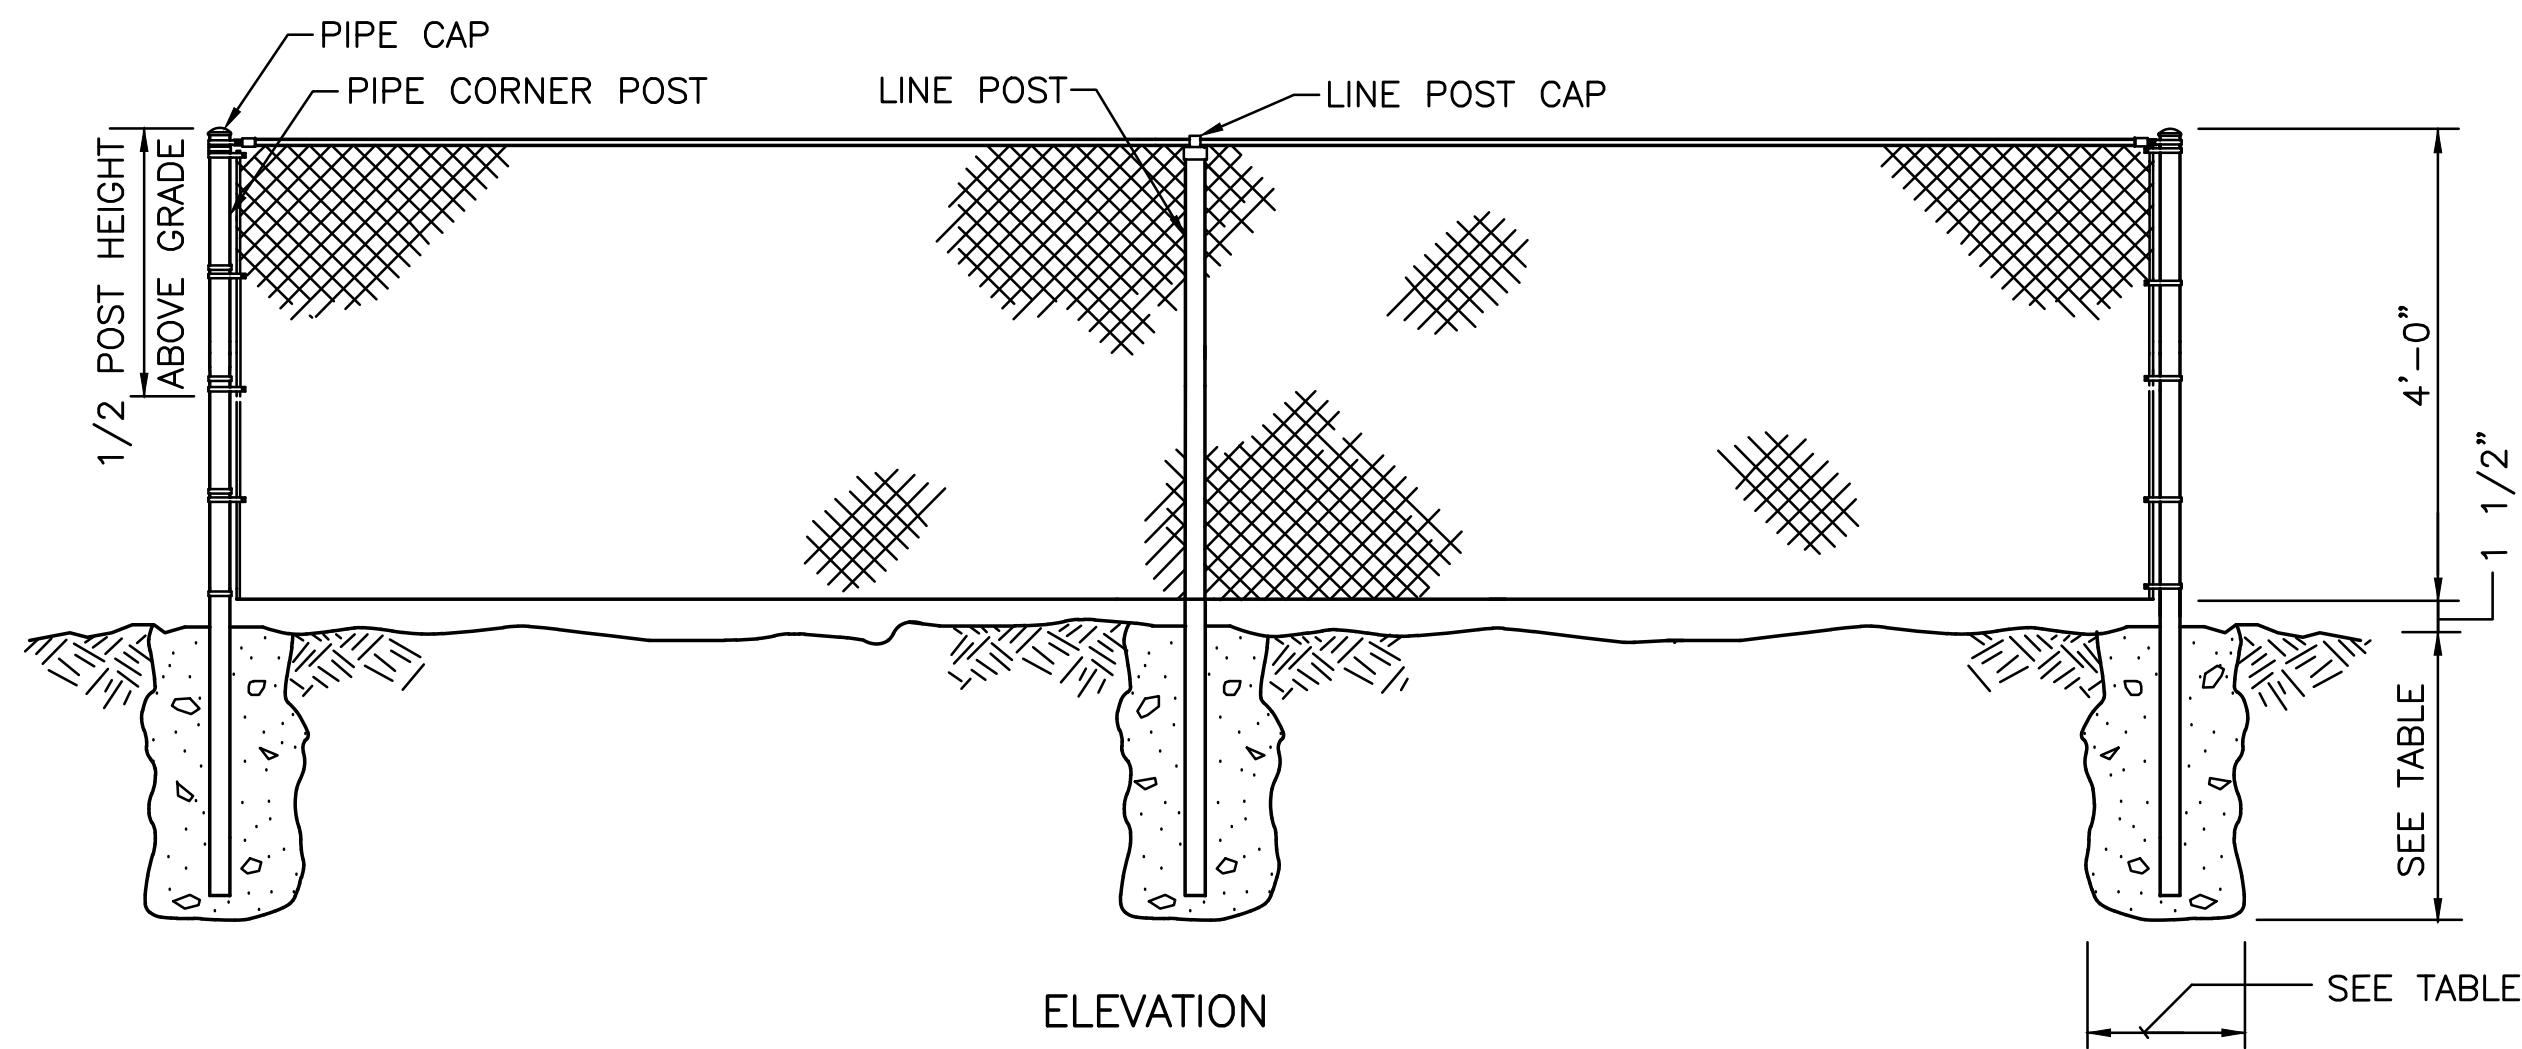 PIPE CAP
PIPE CORNER POST
LINE POST
LINE POST CAP
1/2 POST HEIGHT
ABOVE GRADE
4'-0"
1 1/2"
SEE TABLE
SEE TABLE
ELEVATION